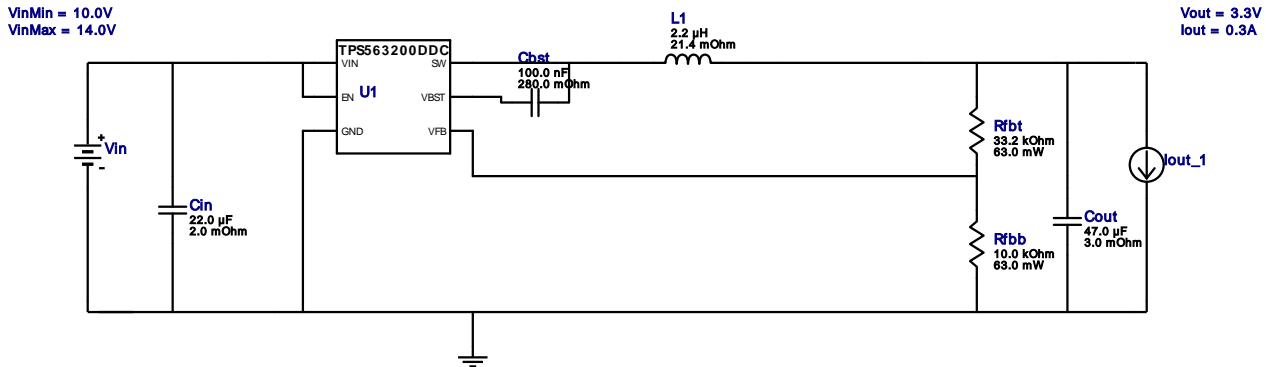 VinMin = 10.0V
VinMax = 14.0V
Vout = 3.3V
Iout = 0.3A
L1
2.2 µH
21.4 mOhm
TPS563200DDC
VIN
SW
EN
U1
VBST
GND
VFB
Cbst
100.0 nF
280.0 mOhm
+
Vin
-
Cin
22.0 µF
2.0 mOhm
Rfbt
33.2 kOhm
63.0 mW
Iout_1
Rfbb
10.0 kOhm
63.0 mW
Cout
47.0 µF
3.0 mOhm